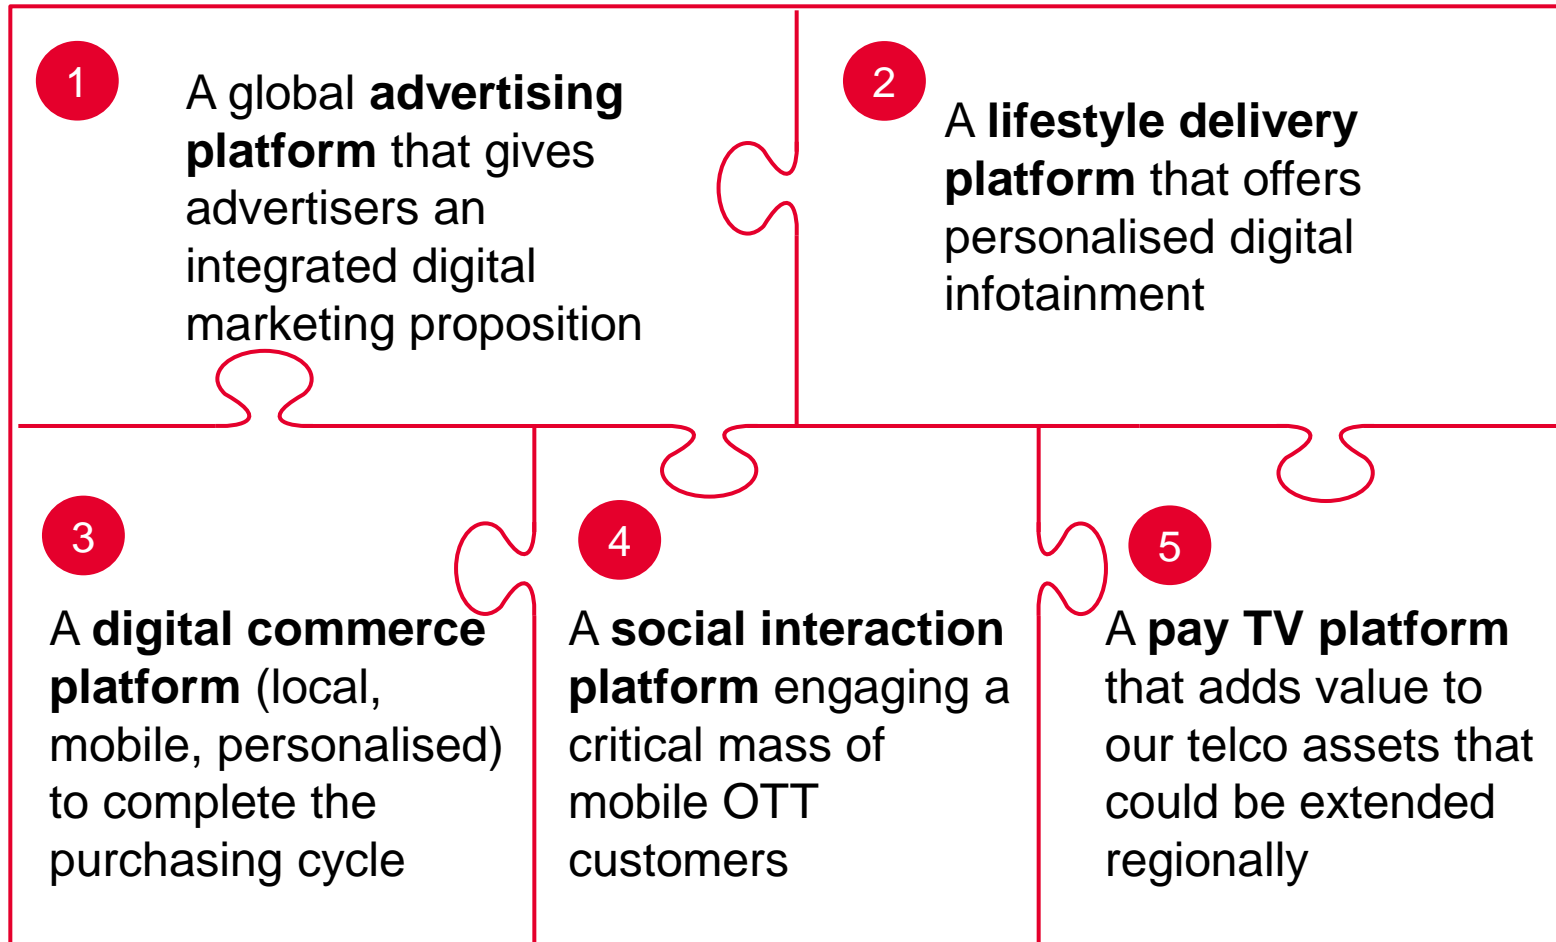 1
A global advertising
platform that gives
advertisers an
integrated digital
marketing proposition
2
A lifestyle delivery
platform that offers
personalised digital
infotainment
3
A digital commerce
platform (local,
mobile, personalised)
to complete the
purchasing cycle
4
A social interaction
platform engaging a
critical mass of
mobile OTT
customers
5
A pay TV platform
that adds value to
our telco assets that
could be extended
regionally